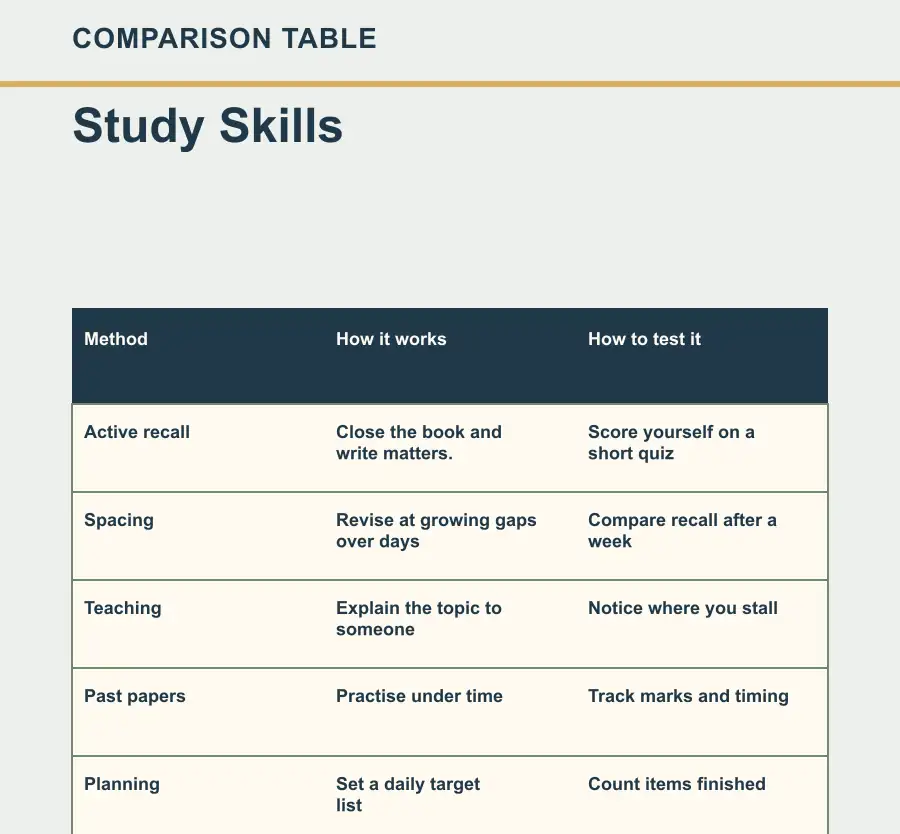 COMPARISON TABLE
Study Skills
Method
How it works
How to test it
Active recall
Close the book and
write matters.
Score yourself on a
short quiz
Spacing
Revise at growing gaps
over days
Compare recall after a
week
Teaching
Explain the topic to
someone
Notice where you stall
Past papers
Practise under time
Track marks and timing
Planning
Set a daily target
list
Count items finished